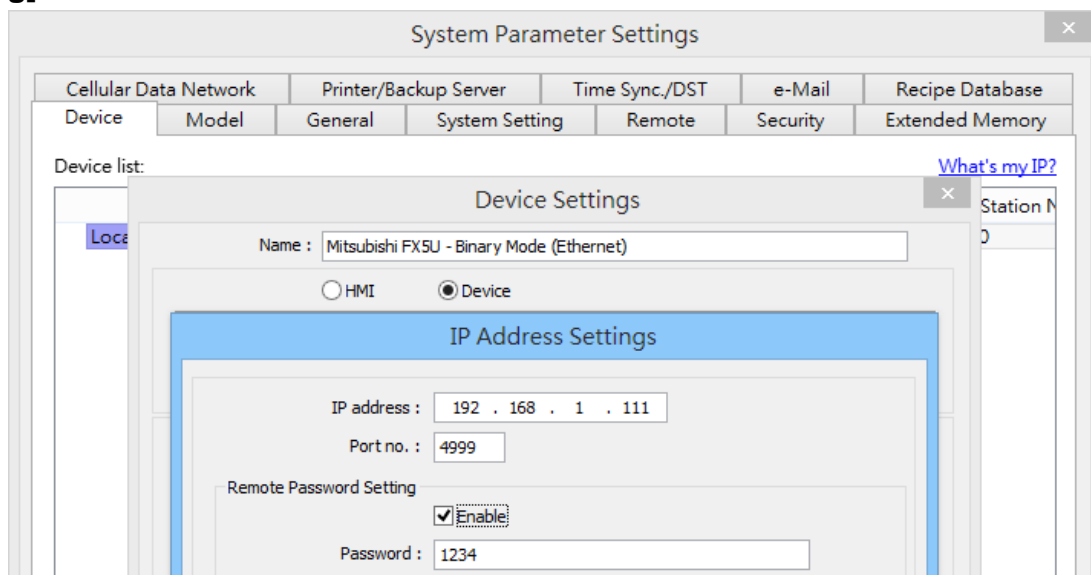 System Parameter Settings
Cellular Data Network Printer/Backup Server Time Sync./DST e-Mail Recipe Database
Device Model General System Setting Remote Security Extended Memory
Device list: What's my IP?
Device Settings
Station N
Loca
Name : Mitsubishi FX5U - Binary Mode (Ethernet)
HMI Device
IP Address Settings
IP address : 192 . 168 . 1 . 111
Port no. : 4999
Remote Password Setting
Enable
Password : 1234